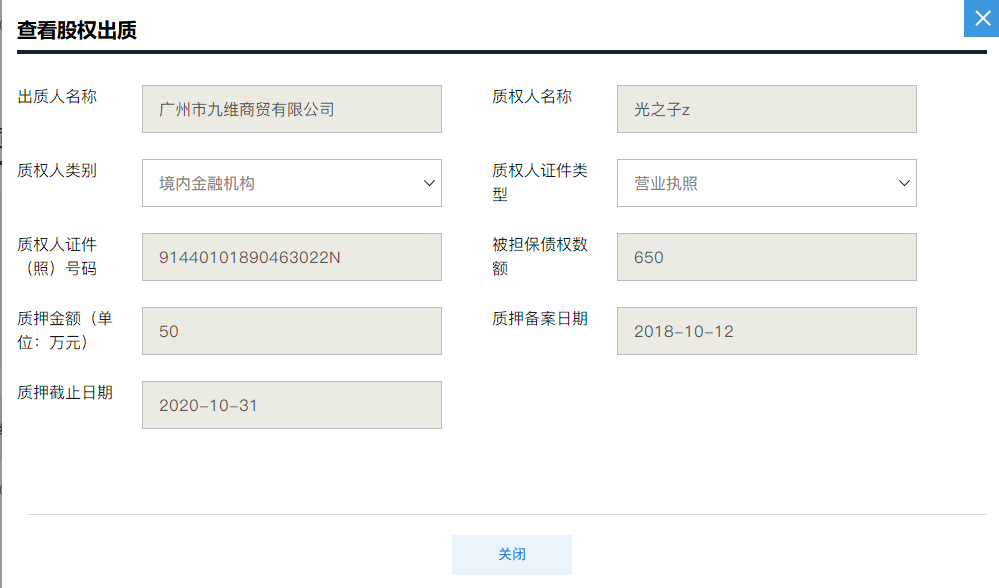 查看股权出质
出质人名称
广州市九维商贸有限公司
质权人名称
光之子z
质权人类别
境内金融机构
质权人证件类
型
营业执照
质权人证件
（照）号码
91440101890463022N
被担保债权数
额
650
质押金额（单
位：万元）
50
质押备案日期
2018-10-12
质押截止日期
2020-10-31
关闭